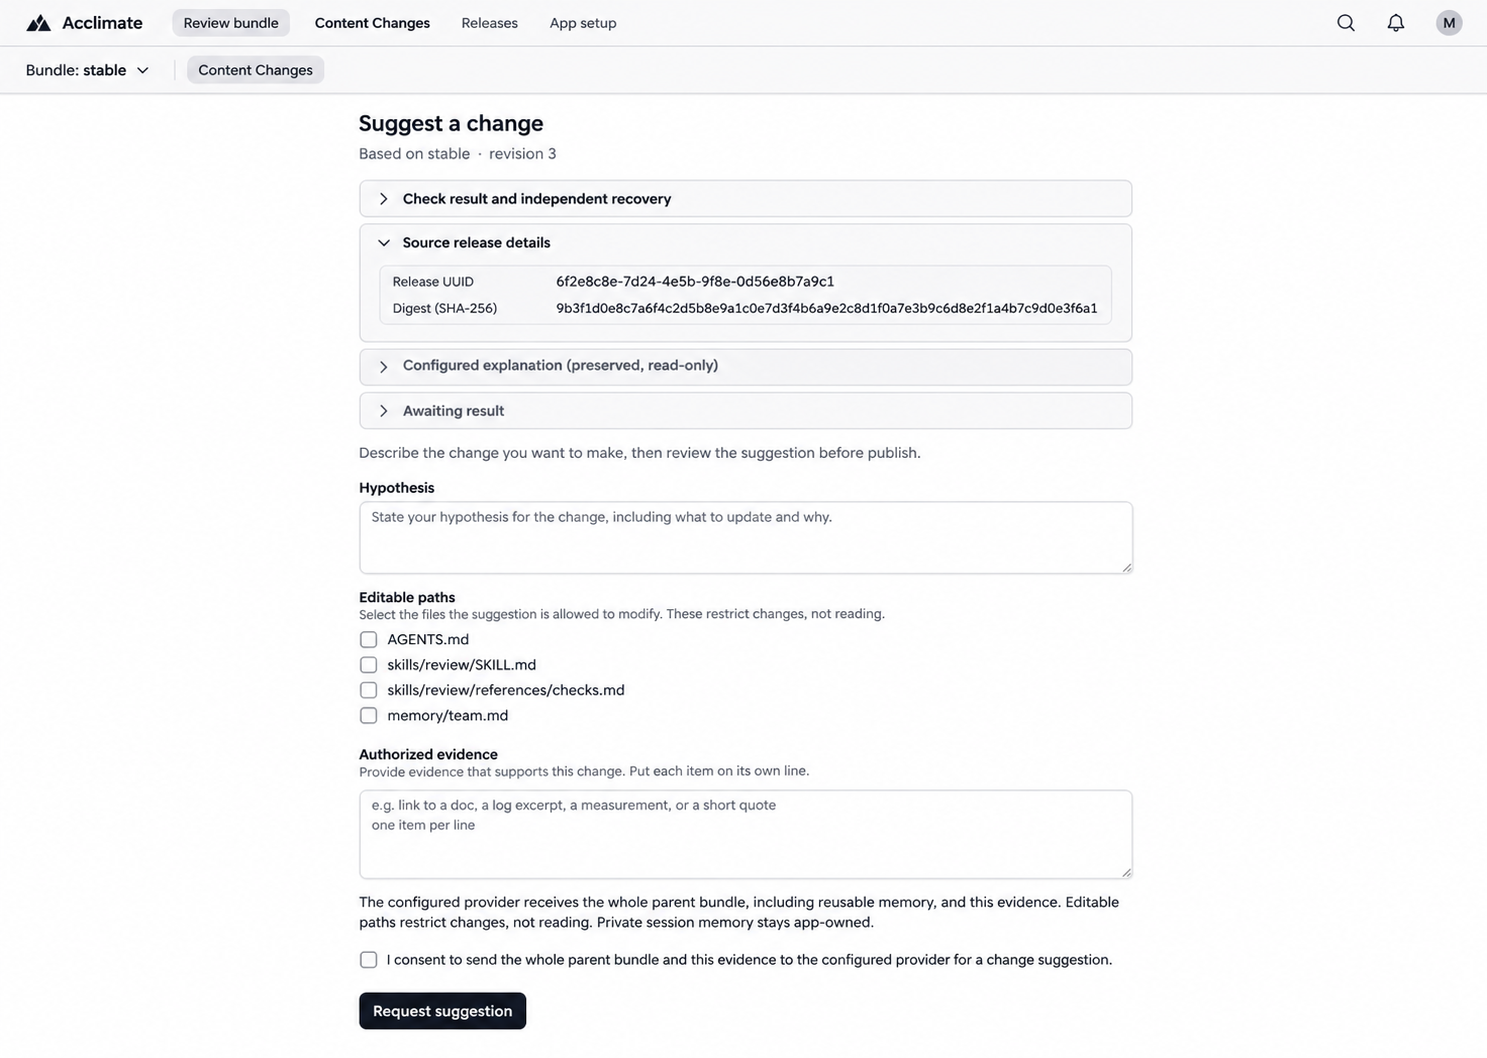 Acclimate
Review bundle
Content Changes
Releases
App setup
M
Bundle: stable
Content Changes
Suggest a change
Based on stable · revision 3
Check result and independent recovery
Source release details
Release UUID 6f2e8c8e-7d24-4e5b-9f8e-0d56e8b7a9c1
Digest (SHA-256) 9b3f1d0e8c7a6f4c2d5b8e9a1c0e7d3f4b6a9e2c8d1f0a7e3b9c6d8e2f1a4b7c9d0e3f6a1
Configured explanation (preserved, read-only)
Awaiting result
Describe the change you want to make, then review the suggestion before publish.
Hypothesis
State your hypothesis for the change, including what to update and why.
Editable paths
Select the files the suggestion is allowed to modify. These restrict changes, not reading.
AGENTS.md
skills/review/SKILL.md
skills/review/references/checks.md
memory/team.md
Authorized evidence
Provide evidence that supports this change. Put each item on its own line.
e.g. link to a doc, a log excerpt, a measurement, or a short quote
one item per line
The configured provider receives the whole parent bundle, including reusable memory, and this evidence. Editable
paths restrict changes, not reading. Private session memory stays app-owned.
I consent to send the whole parent bundle and this evidence to the configured provider for a change suggestion.
Request suggestion